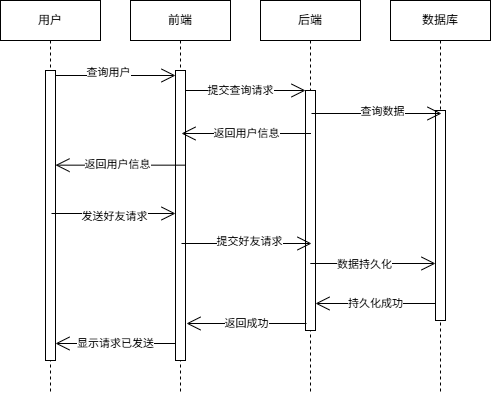 用户
前端
后端
数据库
查询用户
提交查询请求
查询数据
返回用户信息
返回用户信息
发送好友请求
提交好友请求
数据持久化
持久化成功
返回成功
显示请求已发送